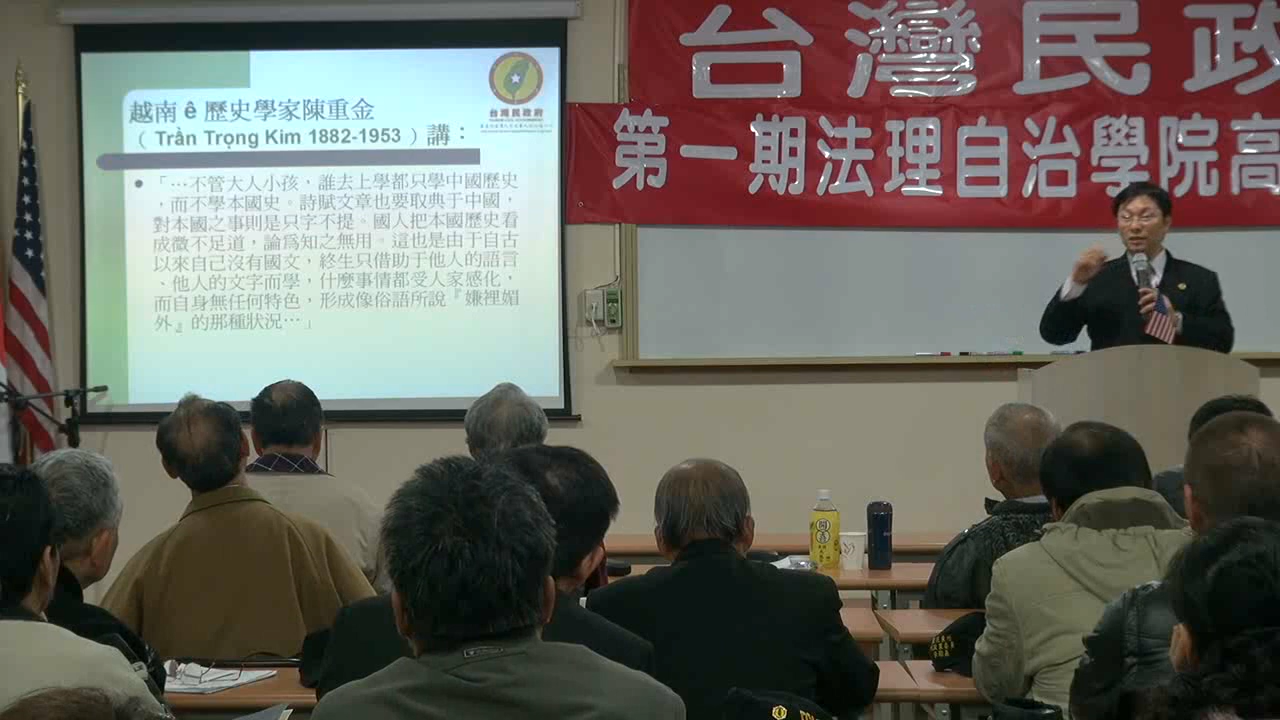 越南 ê 歷史學家陳重金
（Trần Trọng Kim 1882-1953）講：
台灣民政府
• 「…不管大人小孩，誰去上學都只學中國歷史
，而不學本國史。詩賦文章也要取典于中國，
對本國之事則是只字不提。國人把本國歷史看
成微不足道，論為知之無用。這也是由于自古
以來自己沒有國文，終生只借助于他人的語言
、他人的文字而學，什麼事情都受人家感化，
而自身無任何特色，形成像俗語所說『嫌裡媚
外』的那種狀況…」
台灣民政
第一期法理自治學院高